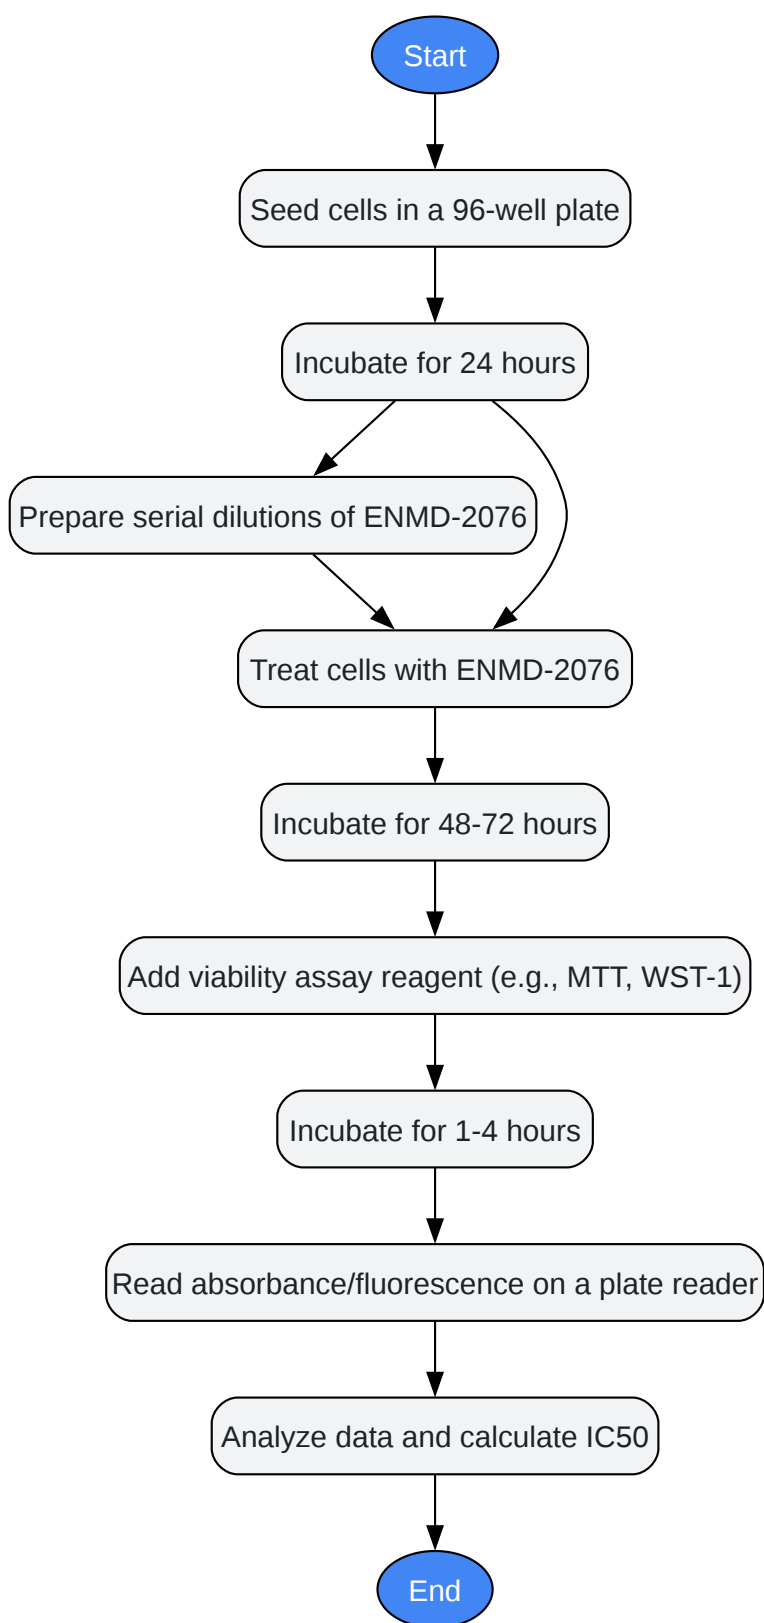 Start
Seed cells in a 96-well plate
Incubate for 24 hours
Prepare serial dilutions of ENMD-2076
Treat cells with ENMD-2076
Incubate for 48-72 hours
Add viability assay reagent (e.g., MTT, WST-1)
Incubate for 1-4 hours
Read absorbance/fluorescence on a plate reader
Analyze data and calculate IC50
End